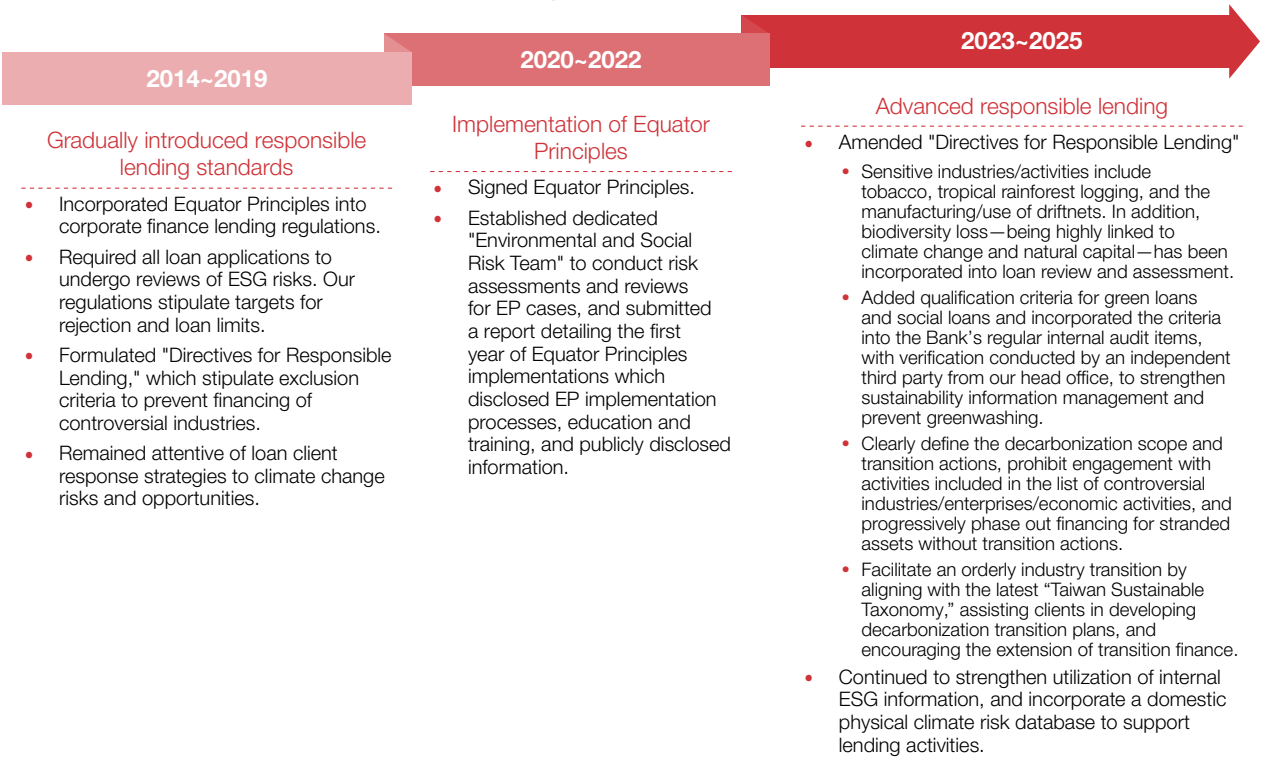 2014~2019
Gradually introduced responsible
lending standards
• Incorporated Equator Principles into
corporate finance lending regulations.
• Required all loan applications to
undergo reviews of ESG risks. Our
regulations stipulate targets for
rejection and loan limits.
• Formulated "Directives for Responsible
Lending," which stipulate exclusion
criteria to prevent financing of
controversial industries.
• Remained attentive of loan client
response strategies to climate change
risks and opportunities.
2020~2022
Implementation of Equator
Principles
• Signed Equator Principles.
• Established dedicated
"Environmental and Social
Risk Team" to conduct risk
assessments and reviews
for EP cases, and submitted
a report detailing the first
year of Equator Principles
implementations which
disclosed EP implementation
processes, education and
training, and publicly disclosed
information.
2023~2025
Advanced responsible lending
• Amended "Directives for Responsible Lending"
• Sensitive industries/activities include
tobacco, tropical rainforest logging, and the
manufacturing/use of driftnets. In addition,
biodiversity loss—being highly linked to
climate change and natural capital—has been
incorporated into loan review and assessment.
• Added qualification criteria for green loans
and social loans and incorporated the criteria
into the Bank's regular internal audit items,
with verification conducted by an independent
third party from our head office, to strengthen
sustainability information management and
prevent greenwashing.
• Clearly define the decarbonization scope and
transition actions, prohibit engagement with
activities included in the list of controversial
industries/enterprises/economic activities, and
progressively phase out financing for stranded
assets without transition actions.
• Facilitate an orderly industry transition by
aligning with the latest “Taiwan Sustainable
Taxonomy,” assisting clients in developing
decarbonization transition plans, and
encouraging the extension of transition finance.
• Continued to strengthen utilization of internal
ESG information, and incorporate a domestic
physical climate risk database to support
lending activities.